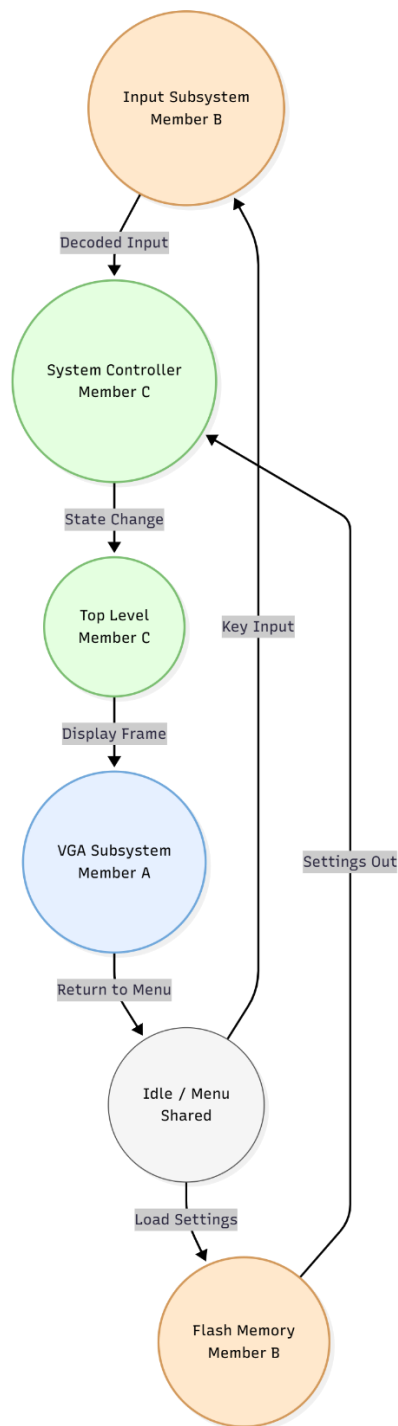 Input Subsystem
Member B
Decoded Input
System Controller
Member C
State Change
Top Level
Member C
Key Input
Display Frame
VGA Subsystem
Member A
Settings Out
Return to Menu
Idle / Menu
Shared
Load Settings
Flash Memory
Member B